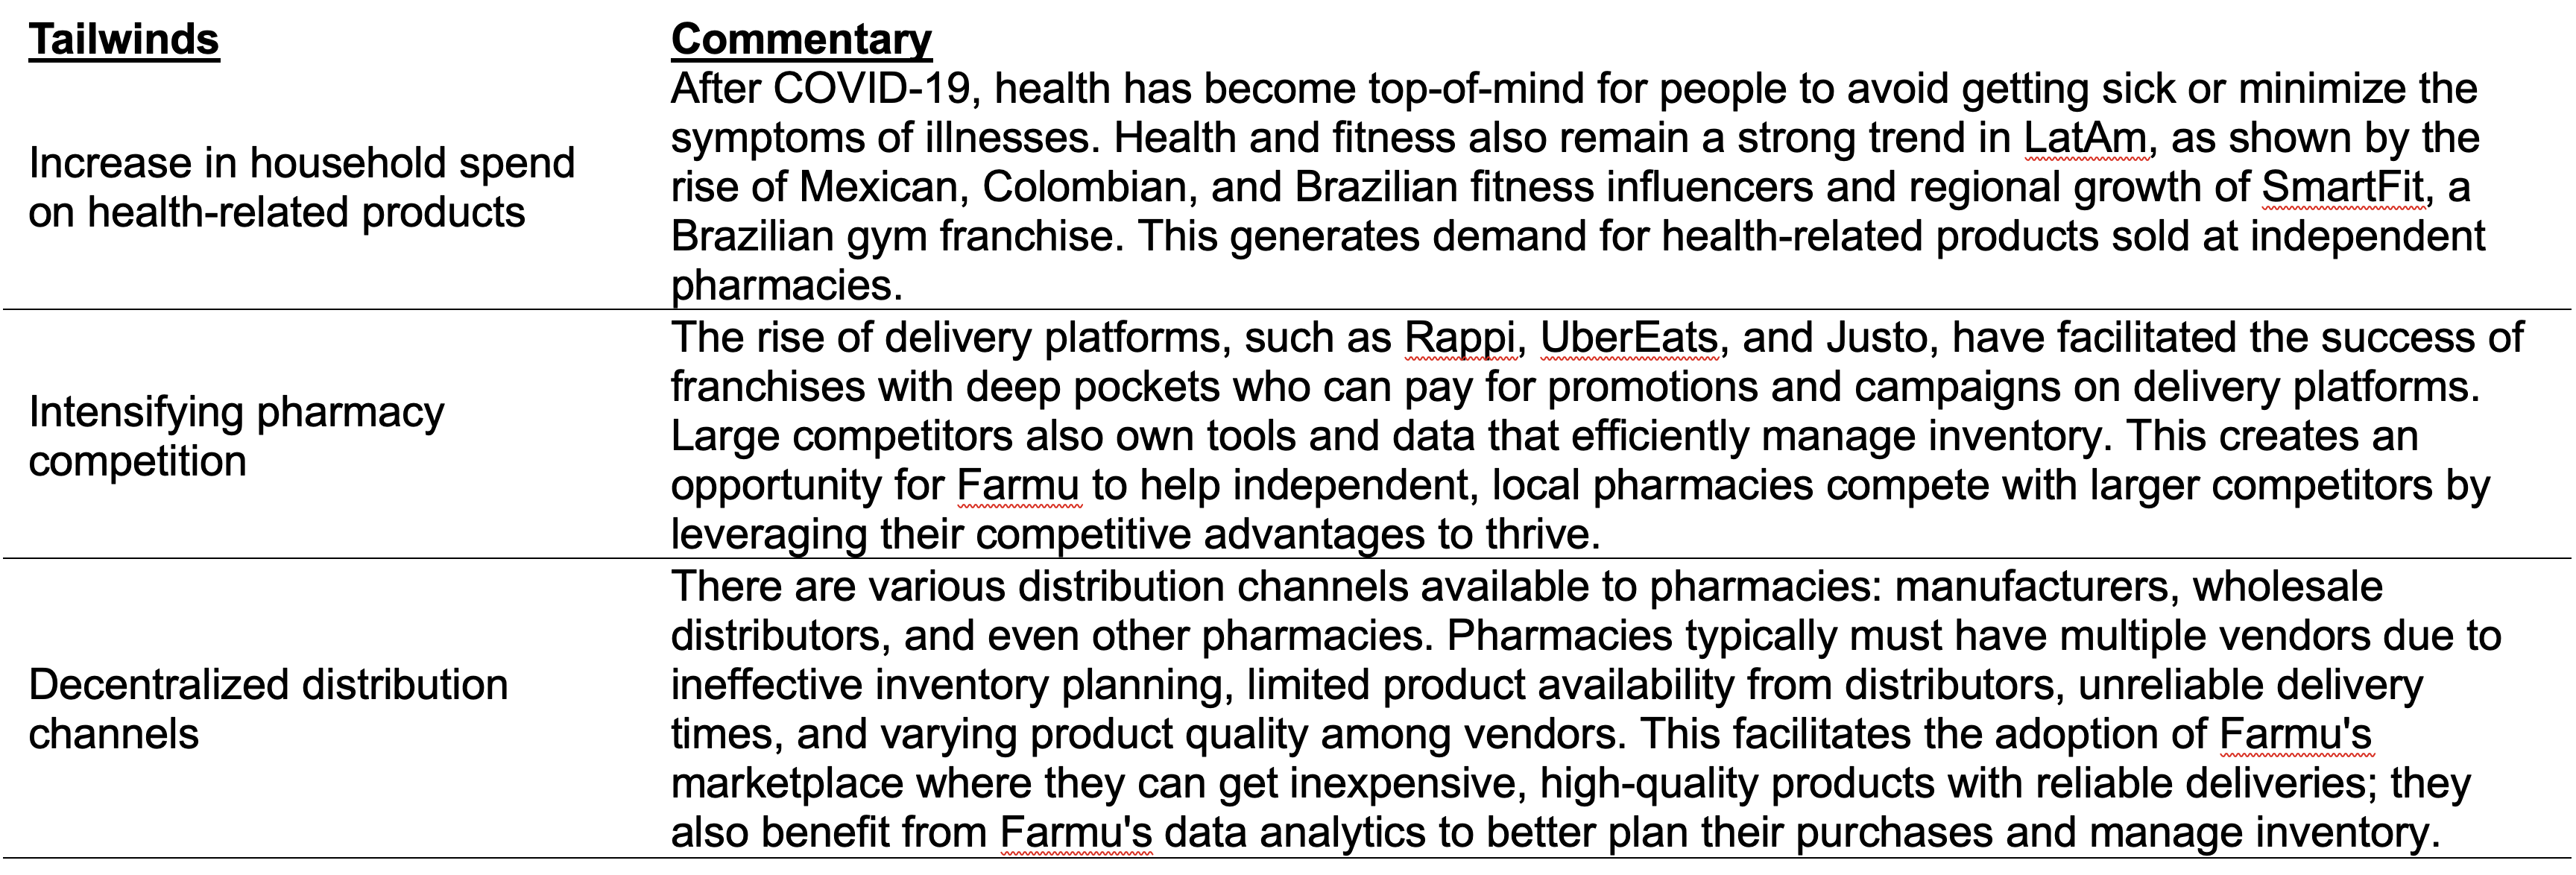 Tailwinds
Commentary
Increase in household spend
on health-related products
After COVID-19, health has become top-of-mind for people to avoid getting sick or minimize the
symptoms of illnesses. Health and fitness also remain a strong trend in LatAm, as shown by the
rise of Mexican, Colombian, and Brazilian fitness influencers and regional growth of SmartFit, a
Brazilian gym franchise. This generates demand for health-related products sold at independent
pharmacies.
Intensifying pharmacy
competition
The rise of delivery platforms, such as Rappi, UberEats, and Justo, have facilitated the success of
franchises with deep pockets who can pay for promotions and campaigns on delivery platforms.
Large competitors also own tools and data that efficiently manage inventory. This creates an
opportunity for Farmu to help independent, local pharmacies compete with larger competitors by
leveraging their competitive advantages to thrive.
Decentralized distribution
channels
There are various distribution channels available to pharmacies: manufacturers, wholesale
distributors, and even other pharmacies. Pharmacies typically must have multiple vendors due to
ineffective inventory planning, limited product availability from distributors, unreliable delivery
times, and varying product quality among vendors. This facilitates the adoption of Farmu's
marketplace where they can get inexpensive, high-quality products with reliable deliveries; they
also benefit from Farmu's data analytics to better plan their purchases and manage inventory.